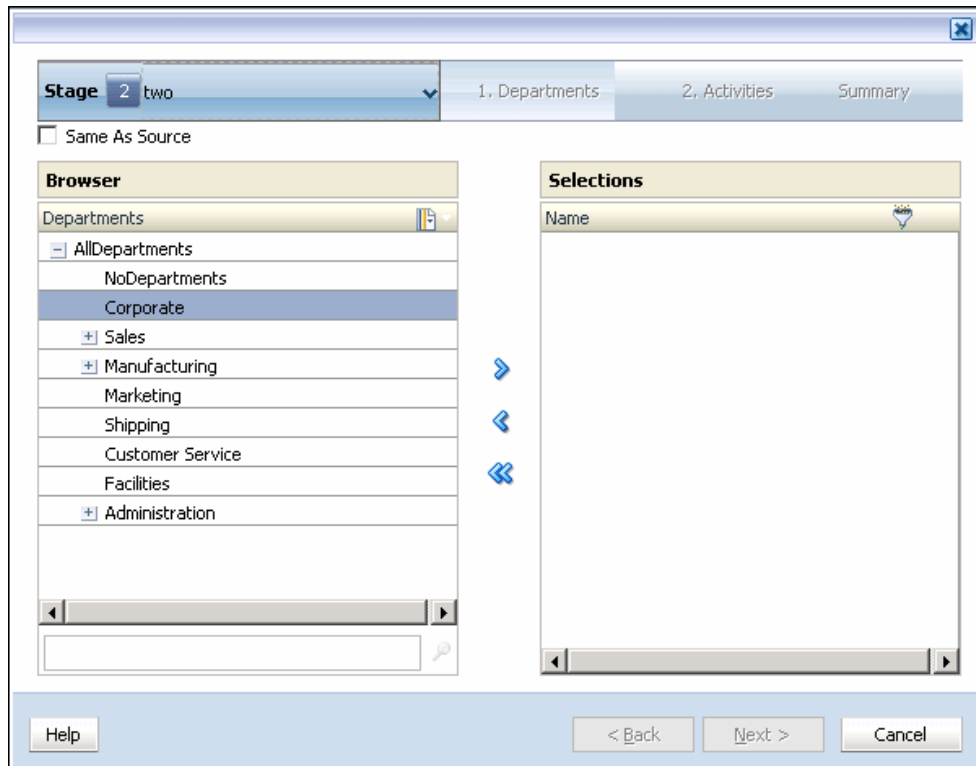 Stage 2 two 1. Departments 2. Activities Summary
Same As Source
Browser
Selections
Departments
Name
AllDepartments
NoDepartments
Corporate
Sales
Manufacturing
Marketing
Shipping
Customer Service
Facilities
Administration
Help < Back Next > Cancel